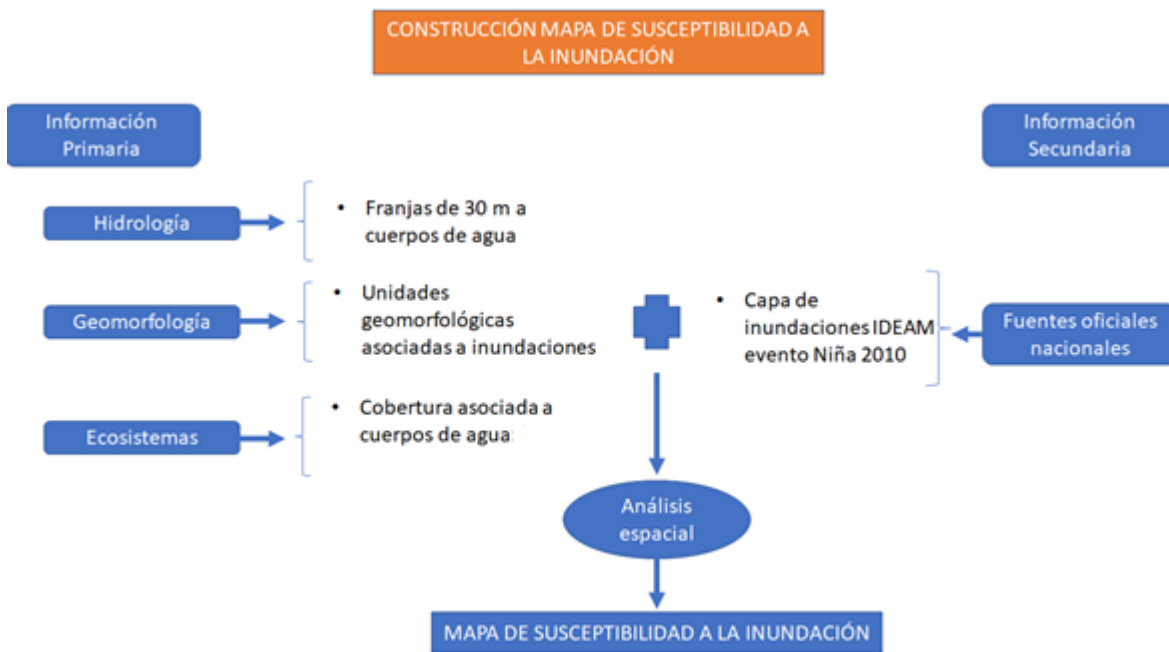 CONSTRUCCIÓN MAPA DE SUSCEPTIBILIDAD A
LA INUNDACIÓN
Información
Primaria
Información
Secundaria
Hidrología
• Franjas de 30 m a
cuerpos de agua
Geomorfología
• Unidades
geomorfológicas
asociadas a inundaciones
• Capa de
inundaciones IDEAM
evento Niña 2010
Fuentes oficiales
nacionales
Ecosistemas
• Cobertura asociada a
cuerpos de agua
Análisis
espacial
MAPA DE SUSCEPTIBILIDAD A LA INUNDACIÓN